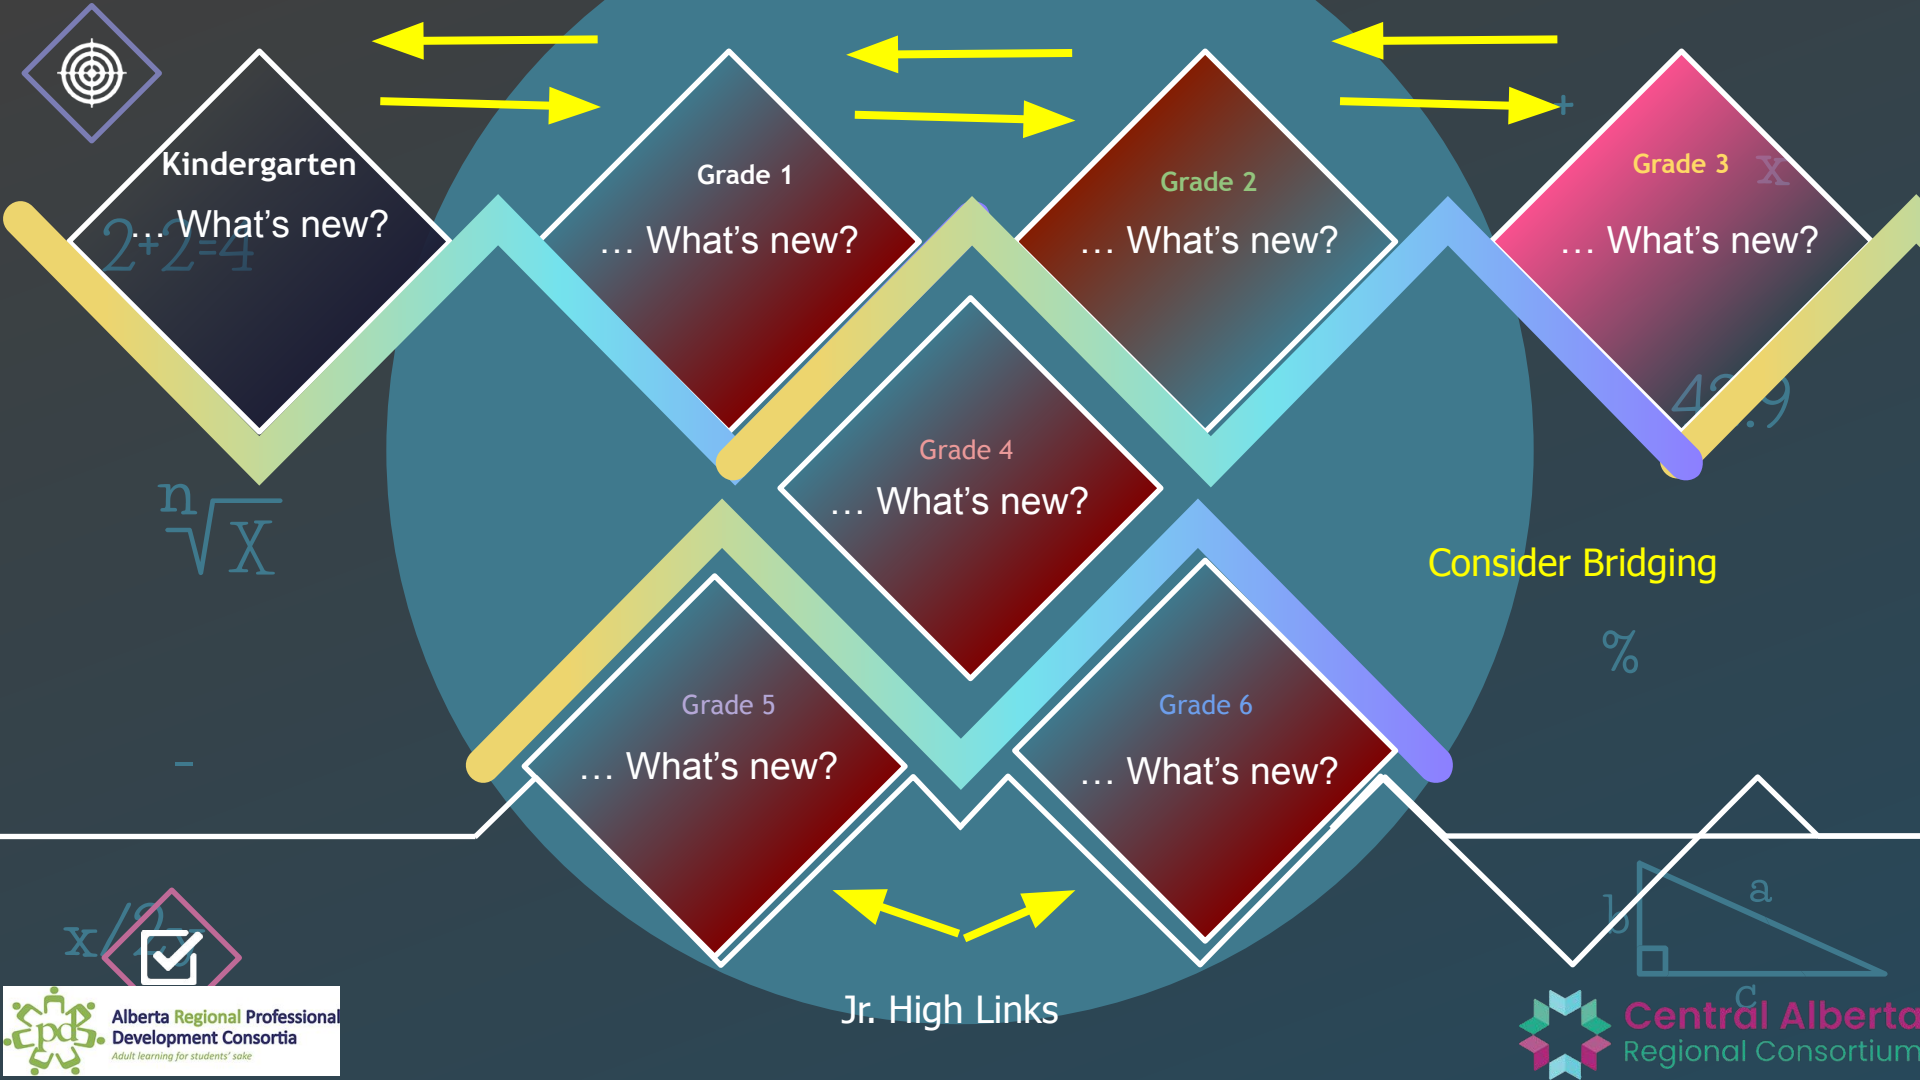 Kindergarten
… What's new?
Grade 1
… What's new?
Grade 2
… What's new?
Grade 3
… What's new?
2+2=4
+
x
Grade 4
… What's new?
n√X
Consider Bridging
%
Grade 5
… What's new?
Grade 6
… What's new?
-
x/2y
Jr. High Links
a
b
c
pd
Alberta Regional Professional
Development Consortia
Adult learning for students' sake
Central Alberta
Regional Consortium